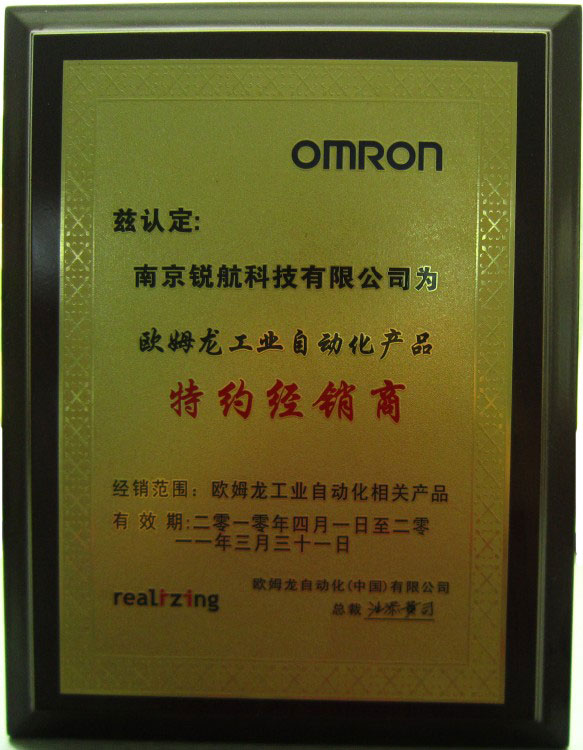 OMRON
兹认定:
南京锐航科技有限公司为
欧姆龙工业自动化产品
特约经销商
经销范围：欧姆龙工业自动化相关产品
有效期:二零一零年四月一日至二零
一一年三月三十一日
realizing
欧姆龙自动化(中国)有限公司
总裁